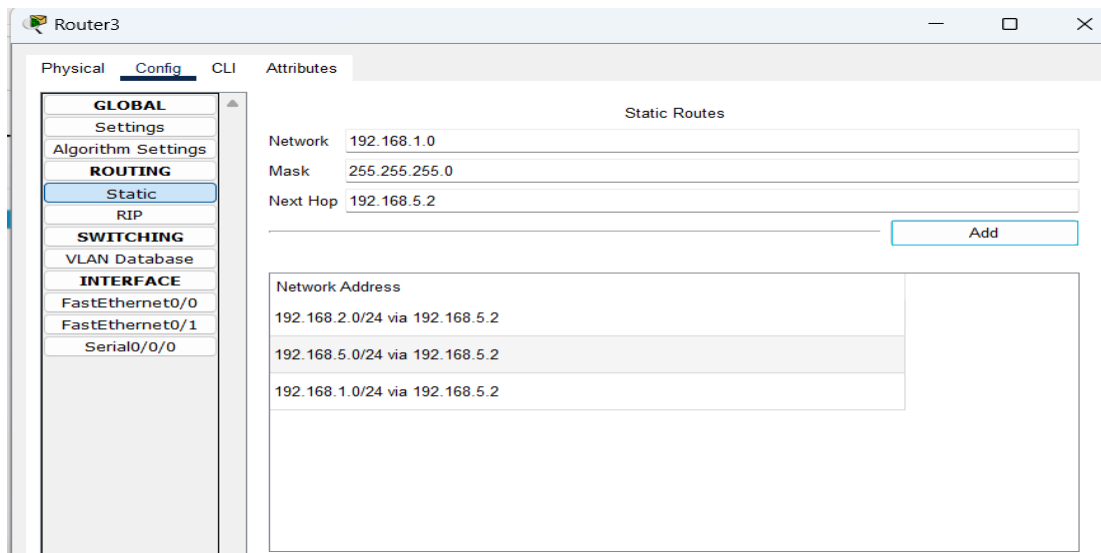 Router3
Physical Config CLI Attributes
GLOBAL
Settings
Algorithm Settings
ROUTING
Static
RIP
SWITCHING
VLAN Database
INTERFACE
FastEthernet0/0
FastEthernet0/1
Serial0/0/0
Static Routes
Network 192.168.1.0
Mask 255.255.255.0
Next Hop 192.168.5.2
Add
Network Address
192.168.2.0/24 via 192.168.5.2
192.168.5.0/24 via 192.168.5.2
192.168.1.0/24 via 192.168.5.2